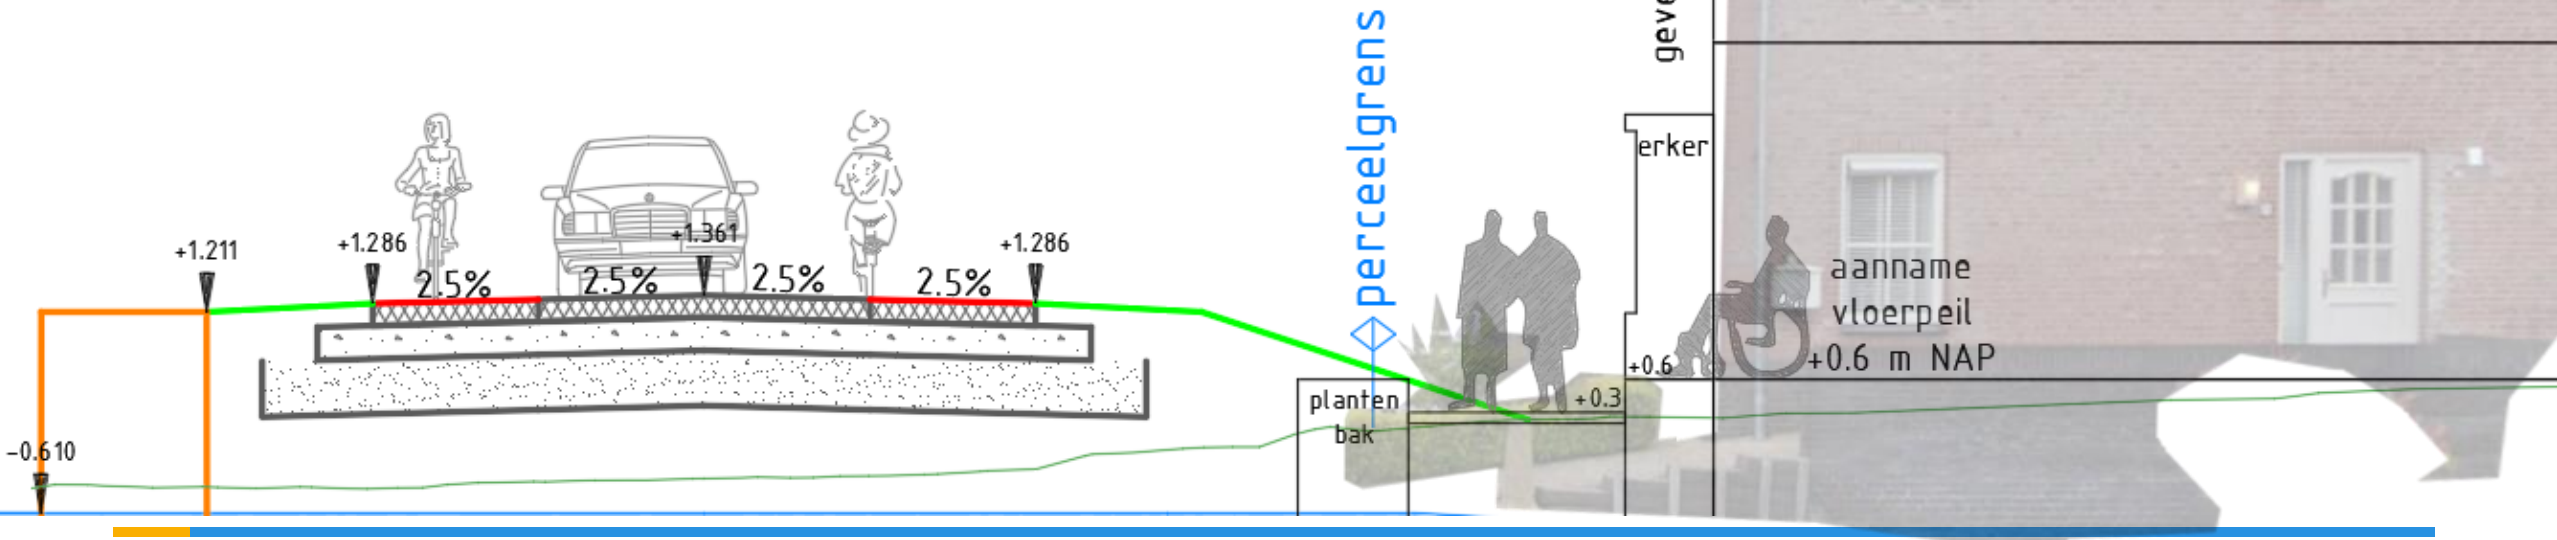 perceelgrens
geve
erker
+1.211
+1.286
+1.361
+1.286
2.5%
2.5%
2.5%
2.5%
aanname
vloerpeil
+0.6 m NAP
+0.6
+0.3
planten
bak
-0.610